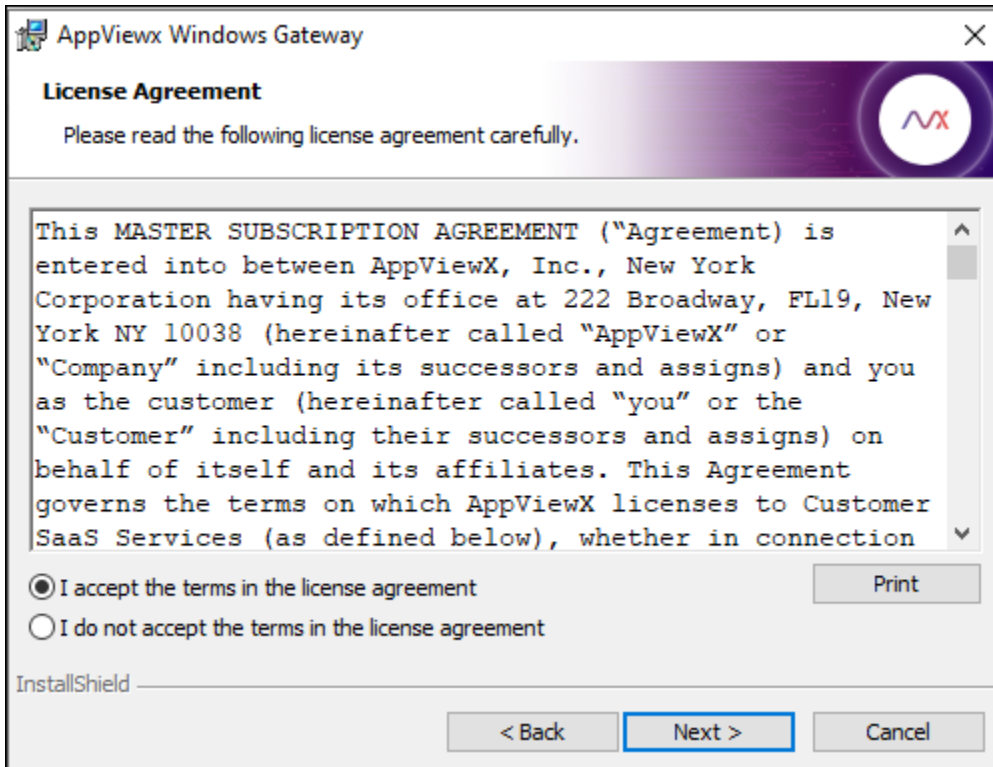 AppViewx Windows Gateway
License Agreement
Please read the following license agreement carefully.
This MASTER SUBSCRIPTION AGREEMENT (“Agreement) is
entered into between AppViewX, Inc., New York
Corporation having its office at 222 Broadway, FL19, New
York NY 10038 (hereinafter called “AppViewX” or
“Company” including its successors and assigns) and you
as the customer (hereinafter called “you” or the
“Customer” including their successors and assigns) on
behalf of itself and its affiliates. This Agreement
governs the terms on which AppViewX licenses to Customer
SaaS Services (as defined below), whether in connection
I accept the terms in the license agreement
Print
I do not accept the terms in the license agreement
InstallShield
< Back
Next >
Cancel